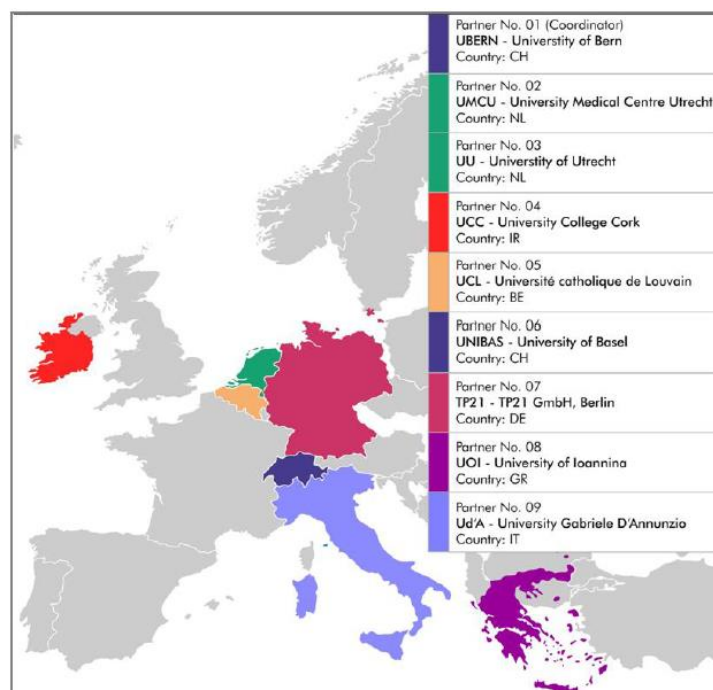 Partner No. 01 (Coordinator)
UBERN - Universtity of Bern
Country: CH
Partner No. 02
UMCU - University Medical Centre Utrecht
Country: NL
Partner No. 03
UU - Universtity of Utrecht
Country: NL
Partner No. 04
UCC - University College Cork
Country: IR
Partner No. 05
UCL - Université catholique de Louvain
Country: BE
Partner No. 06
UNIBAS - University of Basel
Country: CH
Partner No. 07
TP21 - TP21 GmbH, Berlin
Country: DE
Partner No. 08
UOI - University of Ioannina
Country: GR
Partner No. 09
Ud'A - University Gabriele D'Annunzio
Country: IT